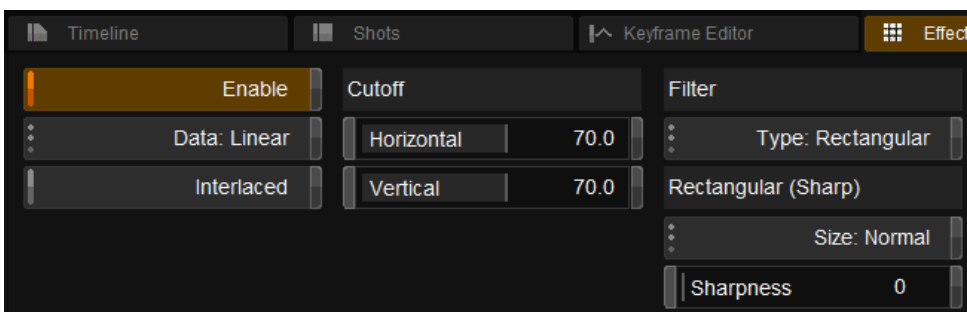 Timeline
Shots
Keyframe Editor
Effect
Enable
Cutoff
Filter
Data: Linear
Horizontal 70.0
Type: Rectangular
Interlaced
Vertical 70.0
Rectangular (Sharp)
Size: Normal
Sharpness 0